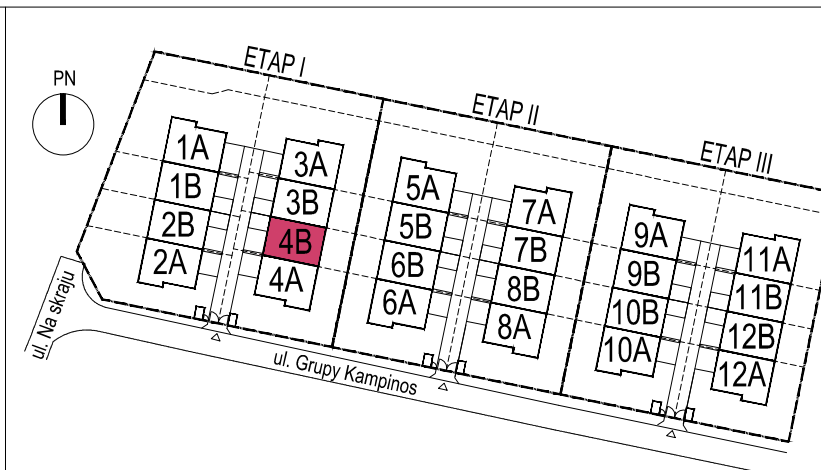 PN
ETAP I
ETAP II
ETAP III
1A
1B
2B
2A
3A
3B
4B
4A
5A
5B
6B
6A
7A
7B
8B
8A
9A
9B
10B
10A
11A
11B
12B
12A
ul. Na skraju
ul. Grupy Kampinos